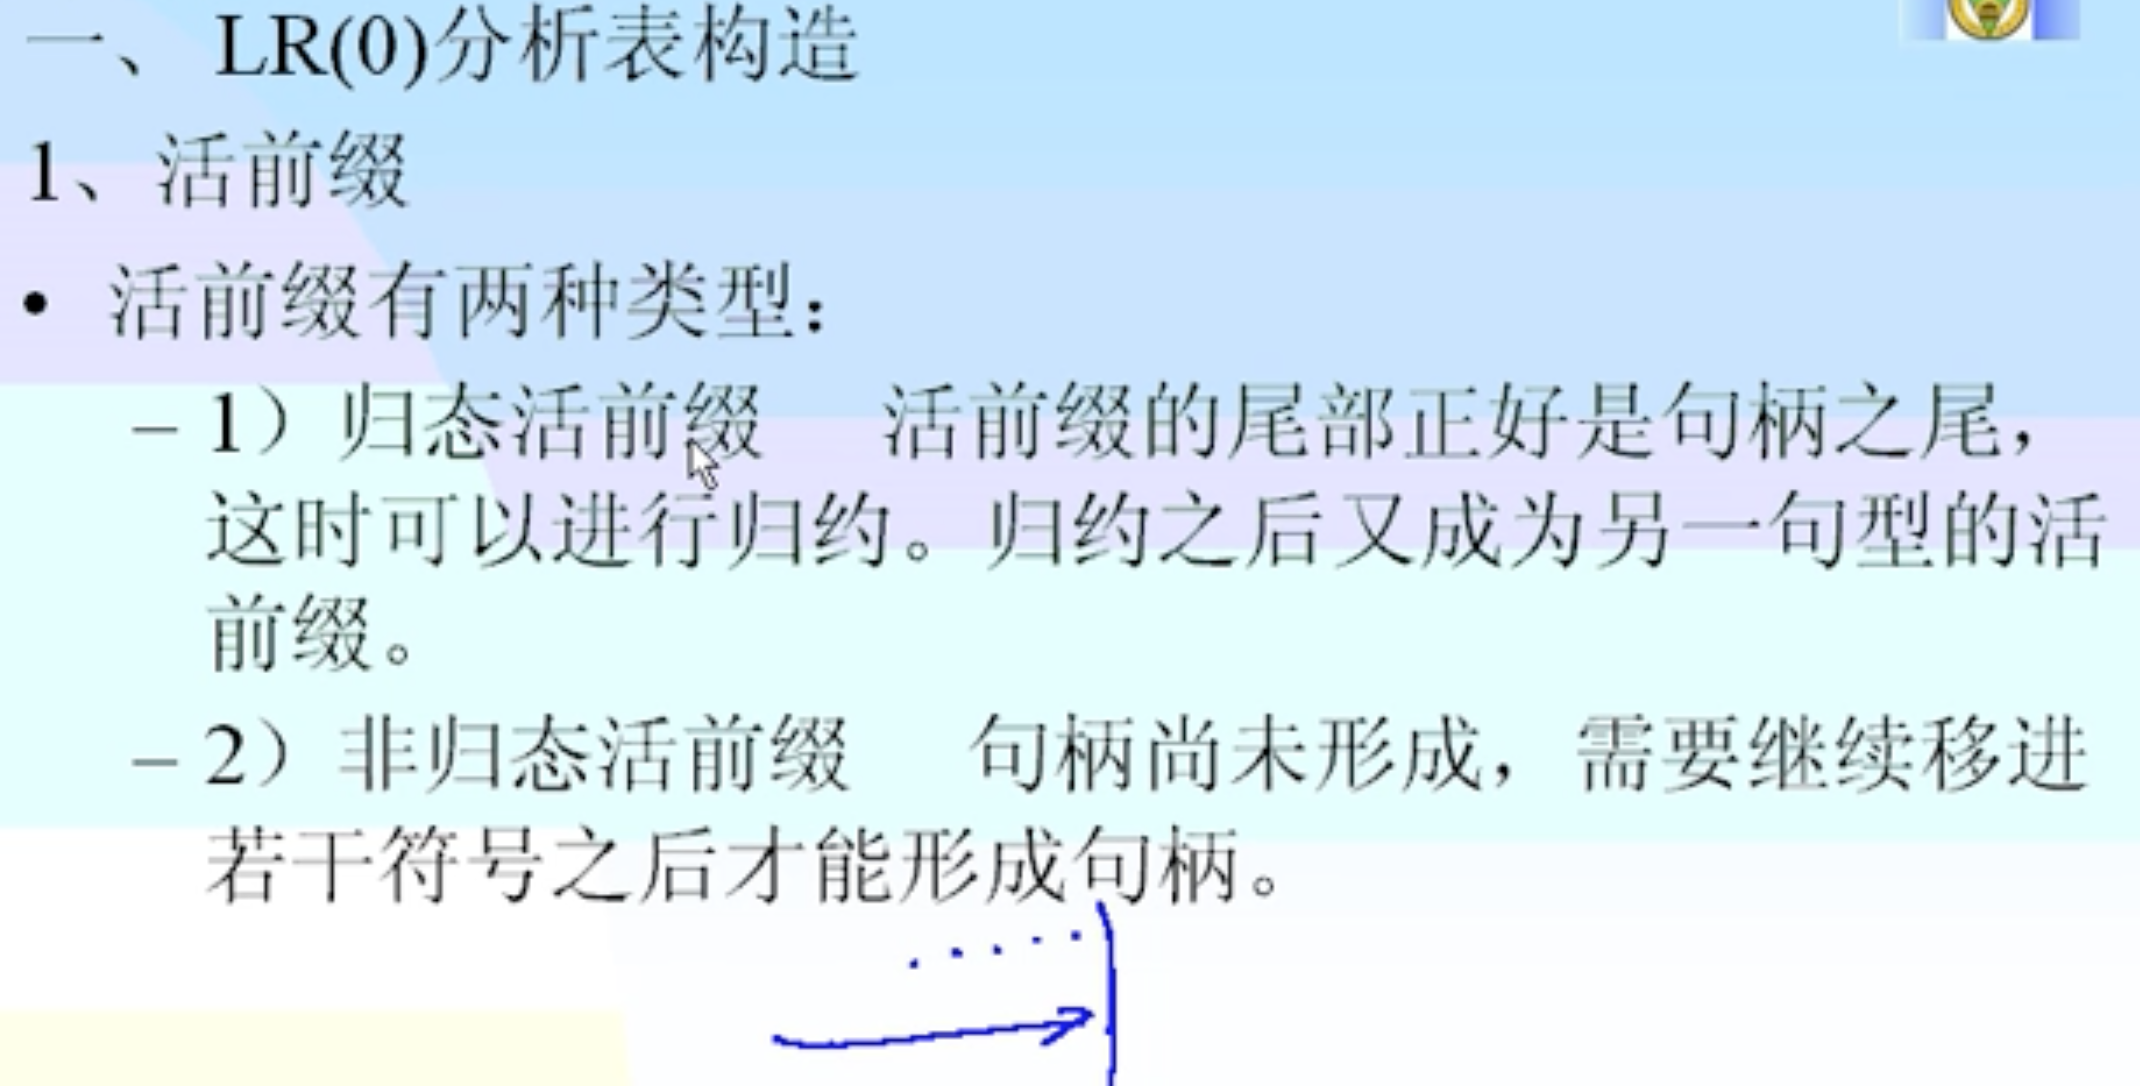 一、 LR(0)分析表构造
1、活前缀
• 活前缀有两种类型：
– 1）归态活前缀 活前缀的尾部正好是句柄之尾，
这时可以进行归约。归约之后又成为另一句型的活
前缀。
– 2）非归态活前缀 句柄尚未形成，需要继续移进
若干符号之后才能形成句柄。